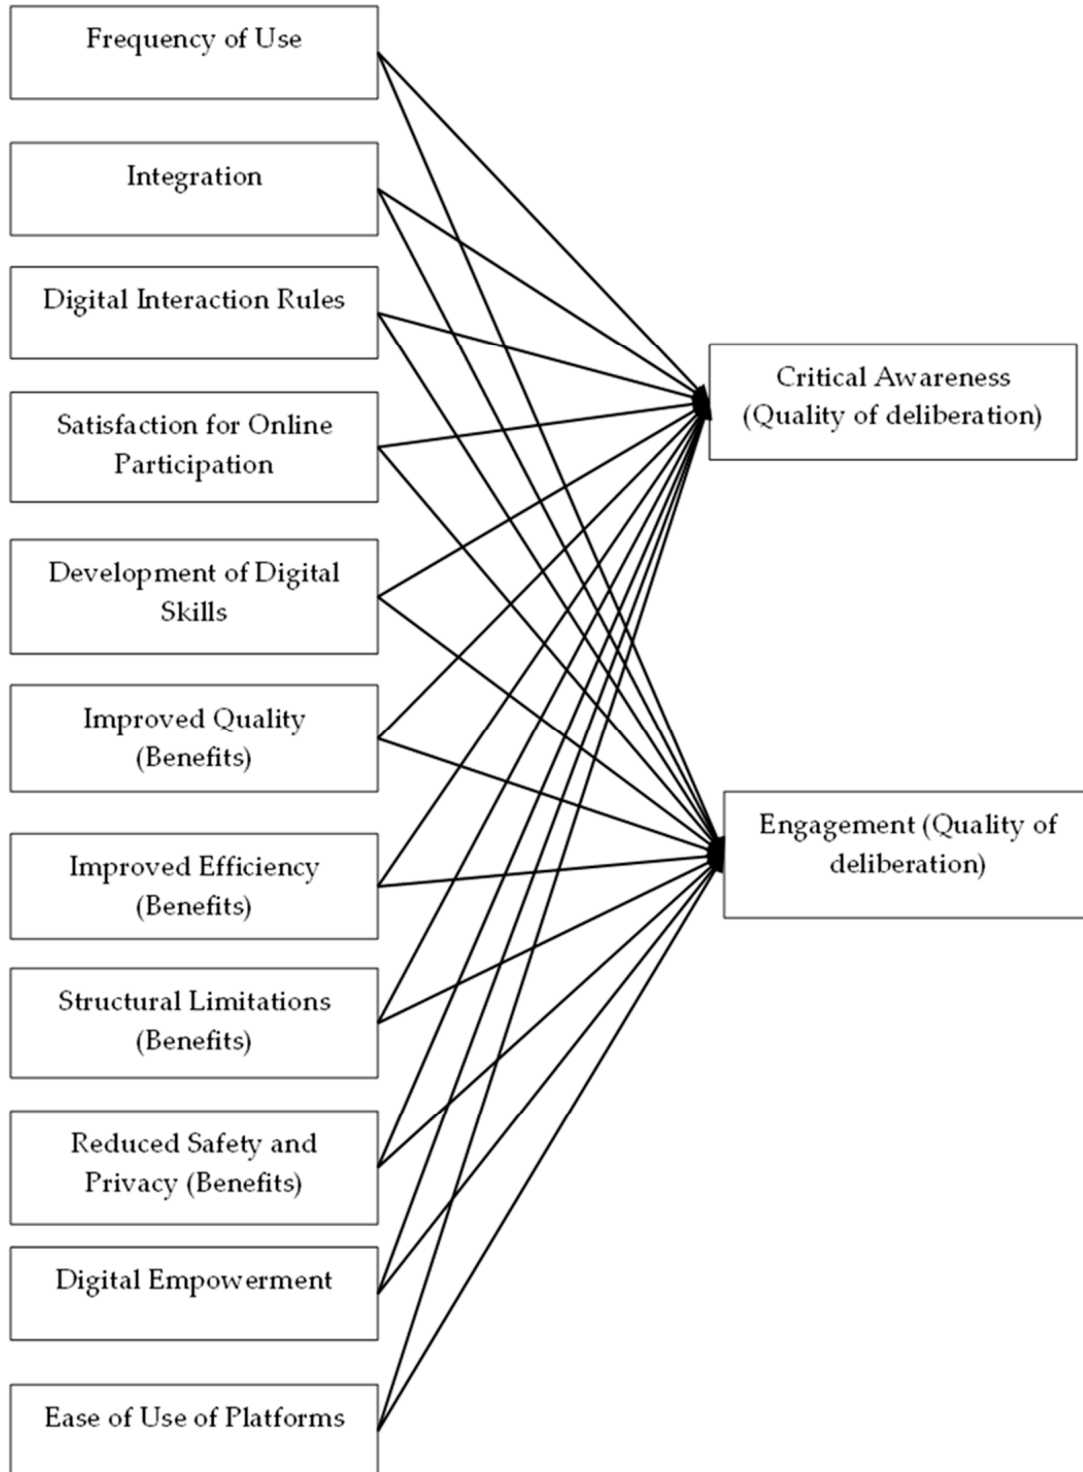 Frequency of Use
Integration
Digital Interaction Rules
Satisfaction for Online
Participation
Development of Digital
Skills
Improved Quality
(Benefits)
Improved Efficiency
(Benefits)
Structural Limitations
(Benefits)
Reduced Safety and
Privacy (Benefits)
Digital Empowerment
Ease of Use of Platforms
Critical Awareness
(Quality of deliberation)
Engagement (Quality of
deliberation)